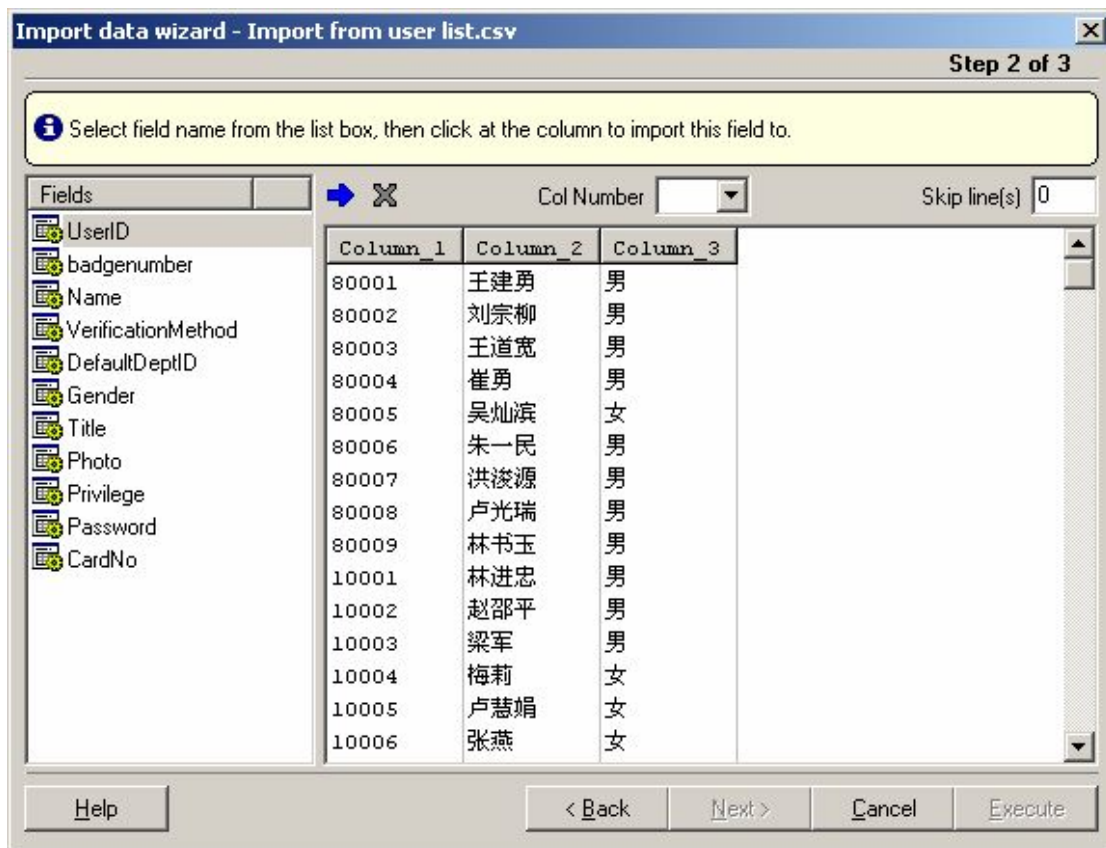 Import data wizard - Import from user list.csv
Step 2 of 3
Select field name from the list box, then click at the column to import this field to.
Fields
Col Number
Skip line(s) 0
UserID
badgenumber
Name
VerificationMethod
DefaultDeptID
Gender
Title
Photo
Privilege
Password
CardNo
Column_1 Column_2 Column_3
80001 王建勇 男
80002 刘宗柳 男
80003 王道宽 男
80004 崔勇 男
80005 吴灿滨 女
80006 朱一民 男
80007 洪浚源 男
80008 卢光瑞 男
80009 林书玉 男
10001 林进忠 男
10002 赵邵平 男
10003 梁军 男
10004 梅莉 女
10005 卢慧娟 女
10006 张燕 女
Help
< Back
Next >
Cancel
Execute